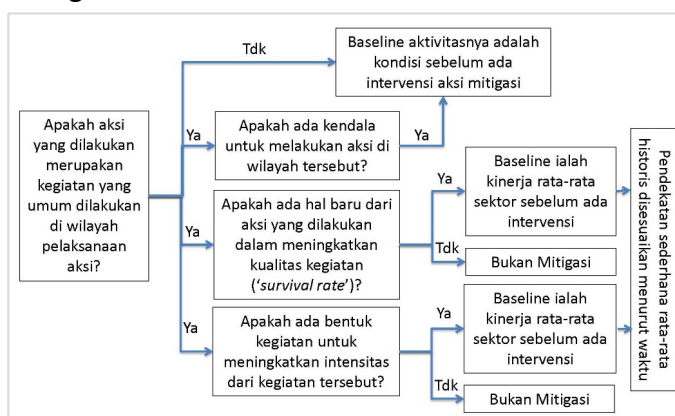 Apakah aksi
yang dilakukan
merupakan
kegiatan yang
umum dilakukan
di wilayah
pelaksanaan
aksi?
Tdk
Baseline aktivitasnya adalah
kondisi sebelum ada
intervensi aksi mitigasi
Ya
Apakah ada kendala
untuk melakukan aksi di
wilayah tersebut?
Ya
Ya
Apakah ada hal baru dari
aksi yang dilakukan
dalam meningkatkan
kualitas kegiatan
('survival rate')?
Ya
Baseline ialah
kinerja rata-rata
sektor sebelum ada
intervensi
Tdk
Bukan Mitigasi
Ya
Apakah ada bentuk
kegiatan untuk
meningkatkan intensitas
dari kegiatan tersebut?
Ya
Baseline ialah
kinerja rata-rata
sektor sebelum ada
intervensi
Tdk
Bukan Mitigasi
Pendekatan sederhana rata-rata
historis disesuaikan menurut waktu